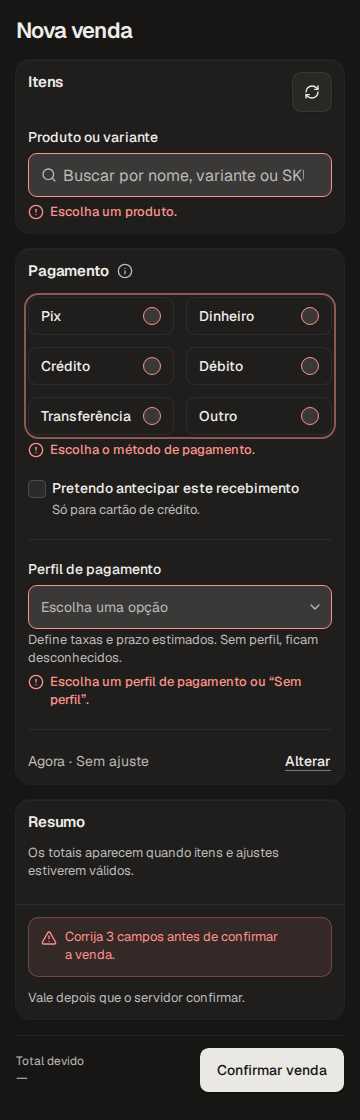 Nova venda
Itens
Produto ou variante
Buscar por nome, variante ou SKU
Escolha um produto.
Pagamento
Pix
Dinheiro
Crédito
Débito
Transferência
Outro
Escolha o método de pagamento.
Pretendo antecipar este recebimento
Só para cartão de crédito.
Perfil de pagamento
Escolha uma opção
Define taxas e prazo estimados. Sem perfil, ficam
desconhecidos.
Escolha um perfil de pagamento ou “Sem
perfil”.
Agora · Sem ajuste
Alterar
Resumo
Os totais aparecem quando itens e ajustes
estiverem válidos.
Corrija 3 campos antes de confirmar
a venda.
Vale depois que o servidor confirmar.
Total devido
—
Confirmar venda